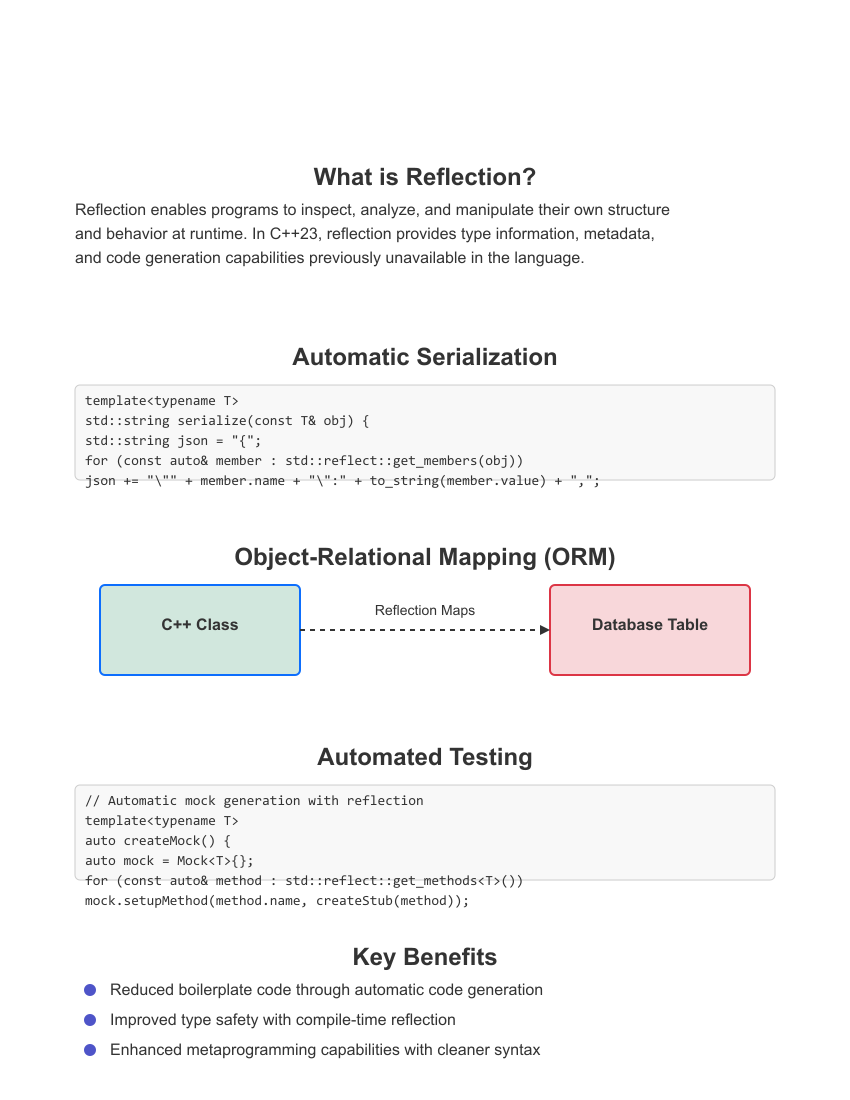 What is Reflection?
Reflection enables programs to inspect, analyze, and manipulate their own structure
and behavior at runtime. In C++23, reflection provides type information, metadata,
and code generation capabilities previously unavailable in the language.
Automatic Serialization
template<typename T>
std::string serialize(const T& obj) {
std::string json = "{";
for (const auto& member : std::reflect::get_members(obj))
json += "\"" + member.name + "\":" + to_string(member.value) + ",";
Object-Relational Mapping (ORM)
C++ Class
Reflection Maps
Database Table
Automated Testing
// Automatic mock generation with reflection
template<typename T>
auto createMock() {
auto mock = Mock<T>{};
for (const auto& method : std::reflect::get_methods<T>())
mock.setupMethod(method.name, createStub(method));
Key Benefits
Reduced boilerplate code through automatic code generation
Improved type safety with compile-time reflection
Enhanced metaprogramming capabilities with cleaner syntax